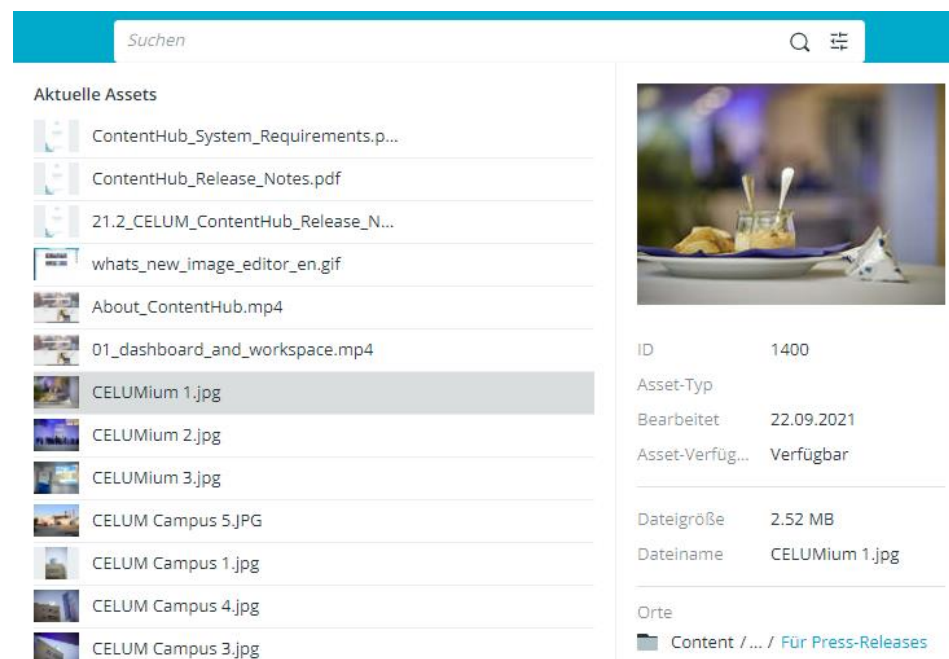 Suchen
Aktuelle Assets
ContentHub_System_Requirements.p...
ContentHub_Release_Notes.pdf
21.2_CELUM_ContentHub_Release_N...
whats_new_image_editor_en.gif
About_ContentHub.mp4
01_dashboard_and_workspace.mp4
CELUMium 1.jpg
CELUMium 2.jpg
CELUMium 3.jpg
CELUM Campus 5.JPG
CELUM Campus 1.jpg
CELUM Campus 4.jpg
CELUM Campus 3.jpg
ID 1400
Asset-Typ
Bearbeitet 22.09.2021
Asset-Verfüg... Verfügbar
Dateigröße 2.52 MB
Dateiname CELUMium 1.jpg
Orte
Content / ... / Für Press-Releases